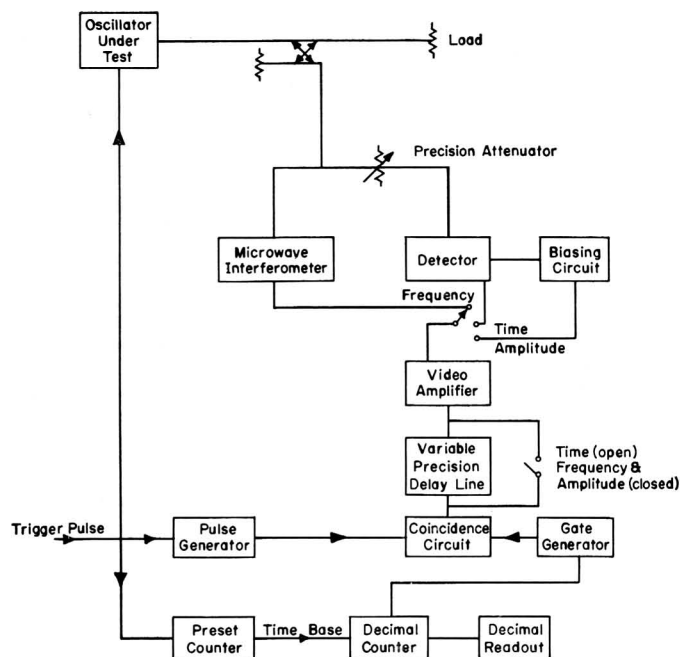 Oscillator
Under
Test
Load
Precision Attenuator
Microwave
Interferometer
Detector
Biasing
Circuit
Frequency
Time
Amplitude
Video
Amplifier
Variable
Precision
Delay Line
Time (open)
Frequency &
Amplitude (closed)
Trigger Pulse
Pulse
Generator
Coincidence
Circuit
Gate
Generator
Preset
Counter
Time Base
Decimal
Counter
Decimal
Readout